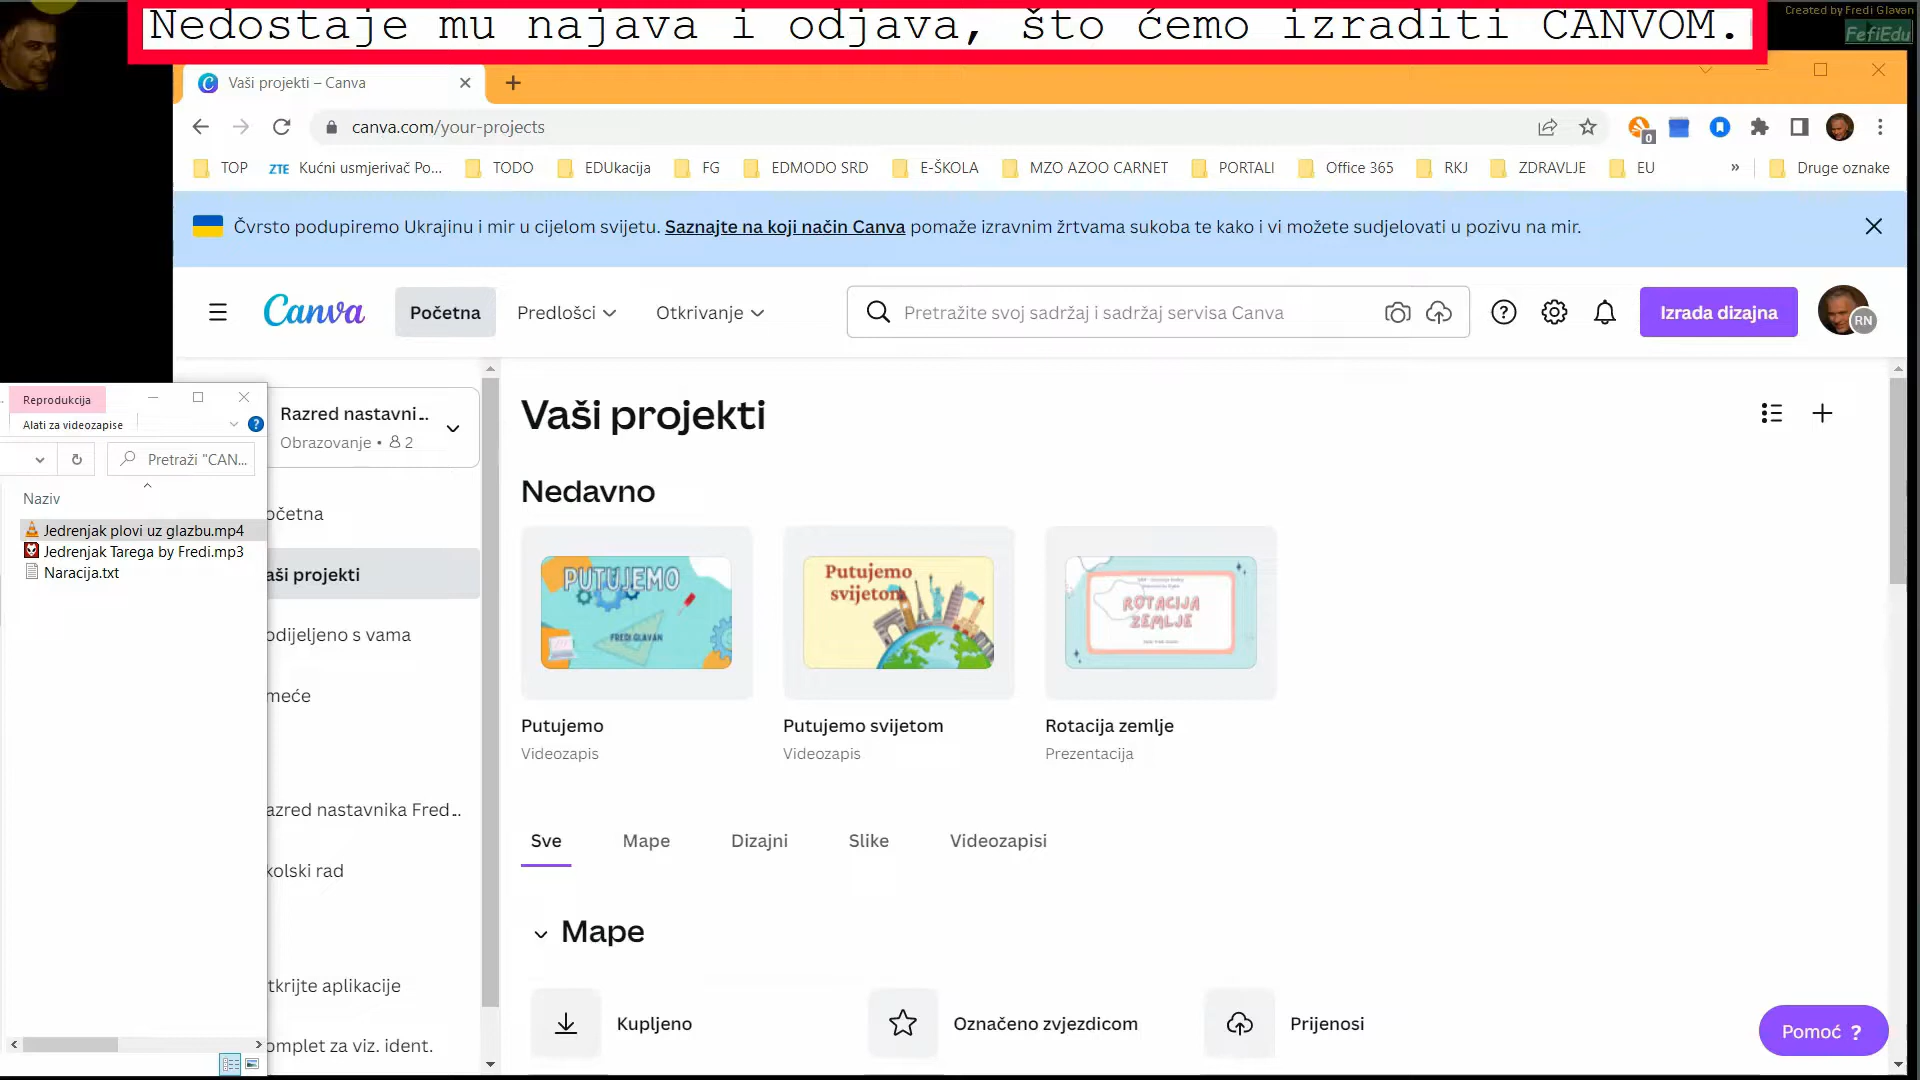 Nedostaje mu najava i odjava, što ćemo izraditi CANVOM.
Created by Fredi Glavan
FefiEdu
Vaši projekti – Canva
canva.com/your-projects
0
TOP
ZTE Kućni usmjerivač Po...
TODO
EDUkacija
FG
EDMODO SRD
E-ŠKOLA
MZO AZOO CARNET
PORTALI
Office 365
RKJ
ZDRAVLJE
EU
»
Druge oznake
Čvrsto podupiremo Ukrajinu i mir u cijelom svijetu. Saznajte na koji način Canva pomaže izravnim žrtvama sukoba te kako i vi možete sudjelovati u pozivu na mir.
Canva
Početna
Predlošci
Otkrivanje
Pretražite svoj sadržaj i sadržaj servisa Canva
Izrada dizajna
RN
Reprodukcija
Alati za videozapise
Pretraži "CAN...
Naziv
Jedrenjak plovi uz glazbu.mp4
Jedrenjak Tarega by Fredi.mp3
Naracija.txt
Razred nastavni...
Obrazovanje • 2
očetna
aši projekti
odijeljeno s vama
meće
azred nastavnika Fred...
kolski rad
tkrijte aplikacije
omplet za viz. ident.
Vaši projekti
Nedavno
PUTUJEMO
FREDI GLAVAN
Putujemo
svijetom
ROTACIJA
ZEMLJE
Putujemo
Videozapis
Putujemo svijetom
Videozapis
Rotacija zemlje
Prezentacija
Sve
Mape
Dizajni
Slike
Videozapisi
Mape
Kupljeno
Označeno zvjezdicom
Prijenosi
Pomoć ?